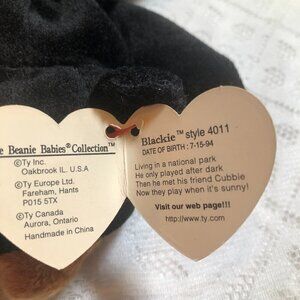 e Beanie Babies® Collection™
©Ty Inc.
Oakbrook IL. U.S.A
©Ty Europe Ltd.
Fareham, Hants
P015 5TX
©Ty Canada
Aurora, Ontario
Handmade in China
Blackie™ style 4011
DATE OF BIRTH : 7-15-94
Living in a national park
He only played after dark
Then he met his friend Cubbie
Now they play when it's sunny!
Visit our web page!!!
http://www.ty.com